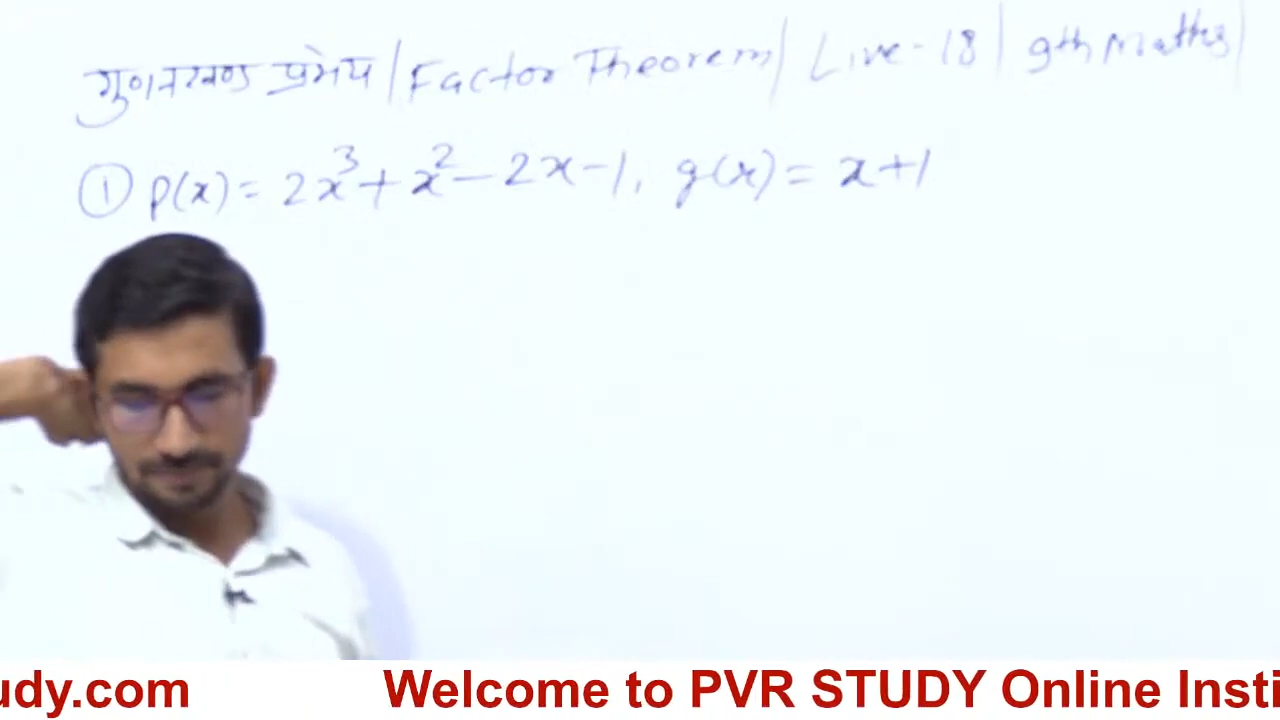 गुणनखण्ड प्रमेय | Factor Theorem | Live-18 | 9th Maths |
① p(x) = 2x³ + x² - 2x - 1, g(x) = x + 1
udy.com Welcome to PVR STUDY Online Insti